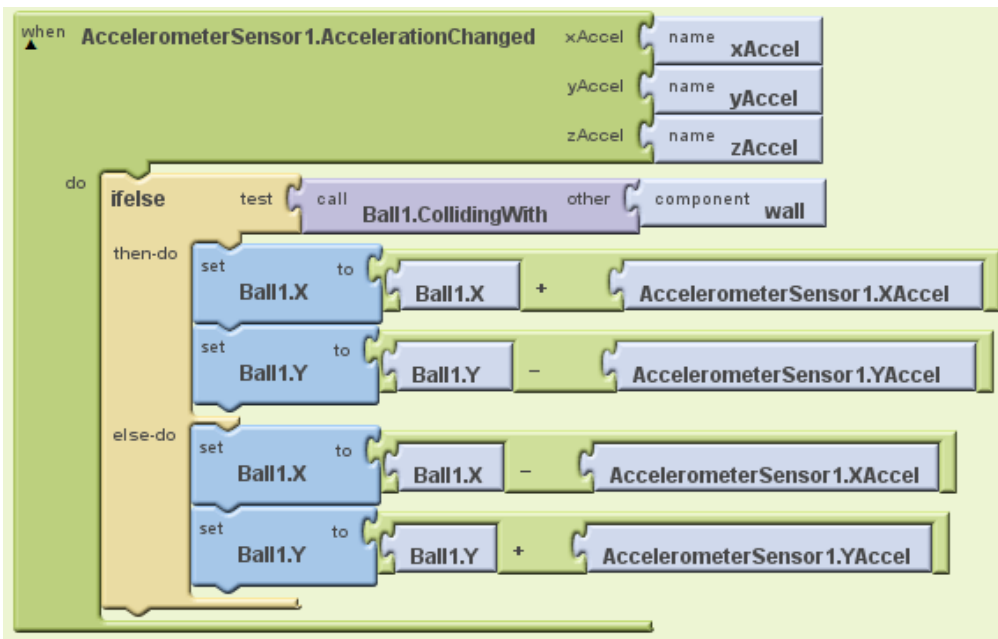 when AccelerometerSensor1.AccelerationChanged xAccel name xAccel
yAccel name yAccel
zAccel name zAccel
do ifelse test call Ball1.CollidingWith other component wall
then-do set Ball1.X to Ball1.X + AccelerometerSensor1.XAccel
set Ball1.Y to Ball1.Y - AccelerometerSensor1.YAccel
else-do set Ball1.X to Ball1.X - AccelerometerSensor1.XAccel
set Ball1.Y to Ball1.Y + AccelerometerSensor1.YAccel